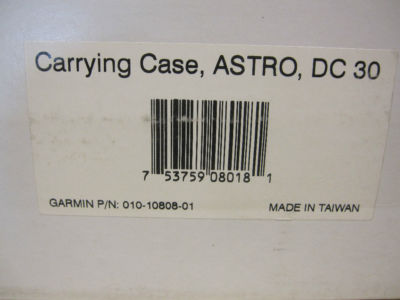 Carrying Case, ASTRO, DC 30
7 53759 08018 1
GARMIN P/N: 010-10808-01 MADE IN TAIWAN